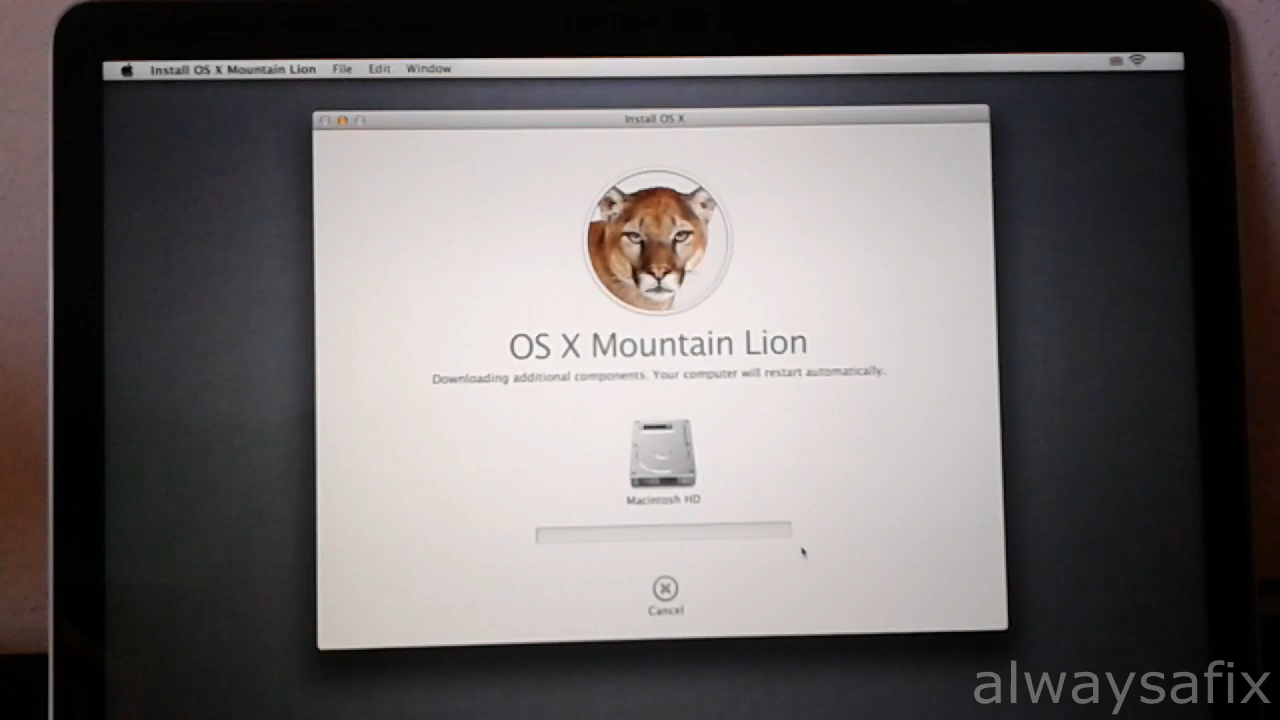 Install OS X Mountain Lion File Edit Window
Install OS X
OS X Mountain Lion
Downloading additional components. Your computer will restart automatically.
Macintosh HD
Cancel
alwaysafix